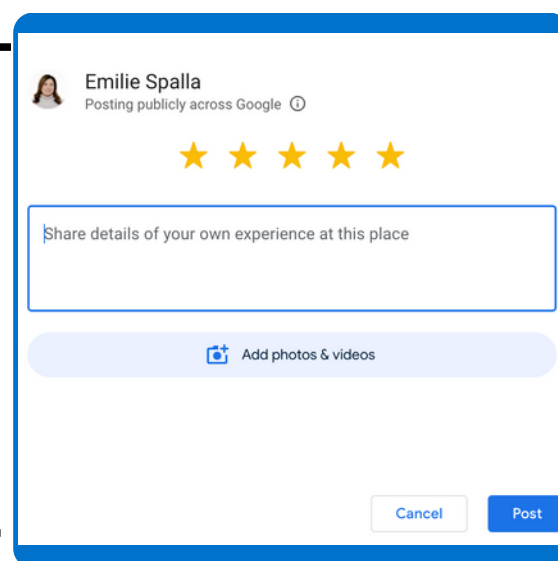 Emilie Spalla
Posting publicly across Google
Share details of your own experience at this place
Add photos & videos
Cancel Post